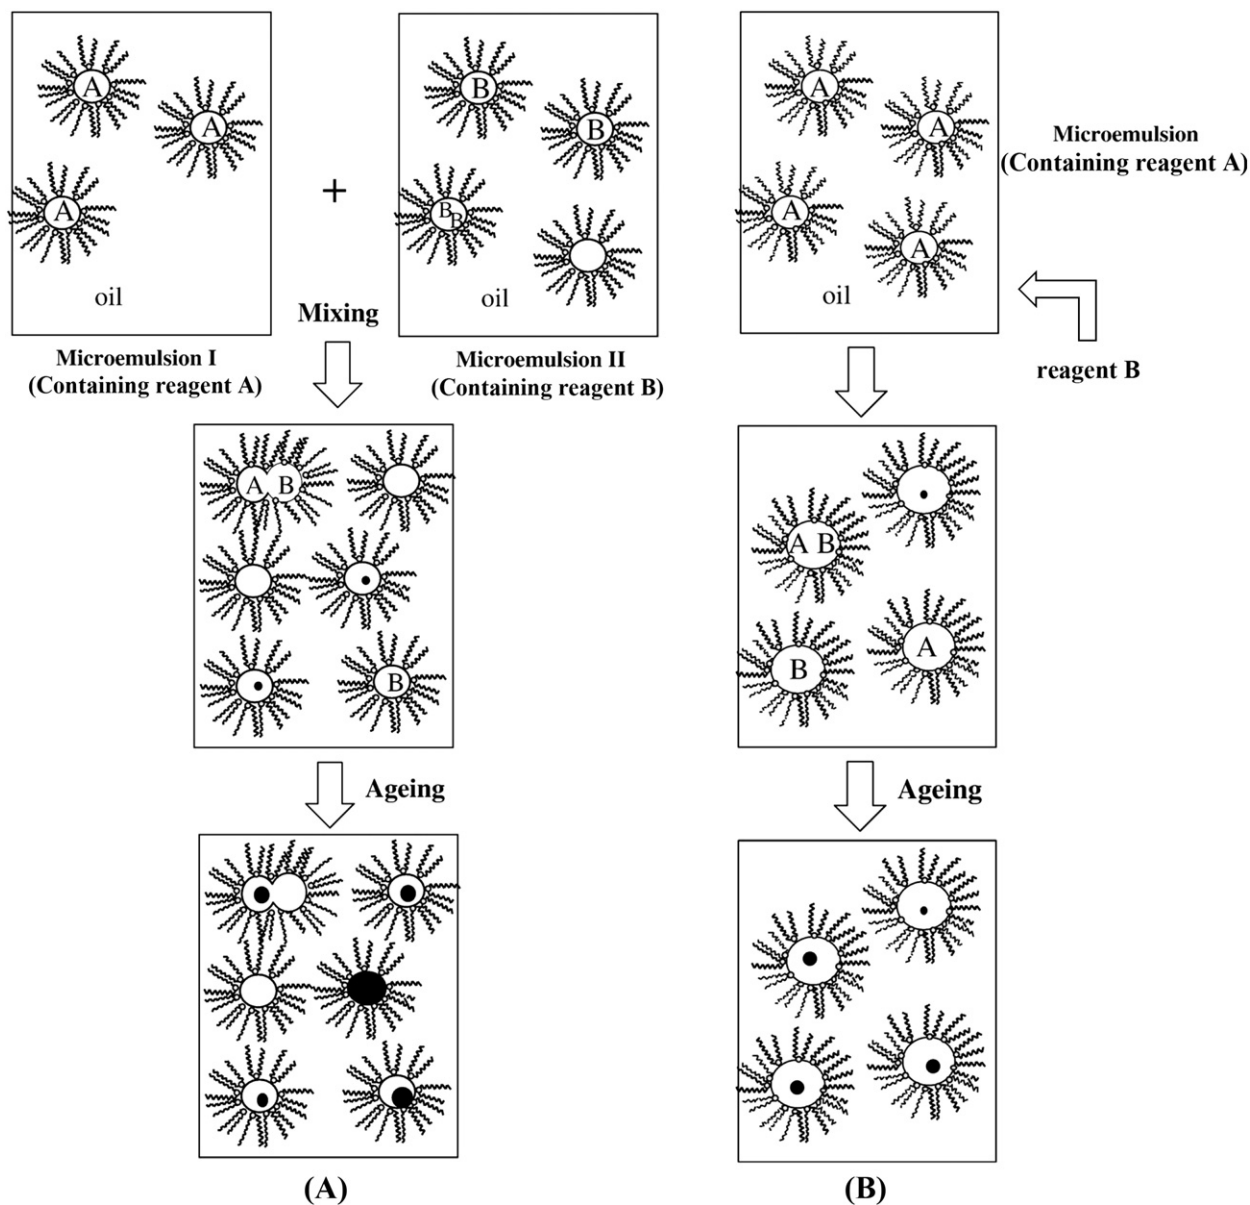 A
A
A
oil
Microemulsion I
(Containing reagent A)
+
Mixing
B
B
B
B
oil
Microemulsion II
(Containing reagent B)
A
A
A
A
oil
Microemulsion
(Containing reagent A)
reagent B
A B
B
Ageing
A B
B
A
Ageing
(A)
(B)